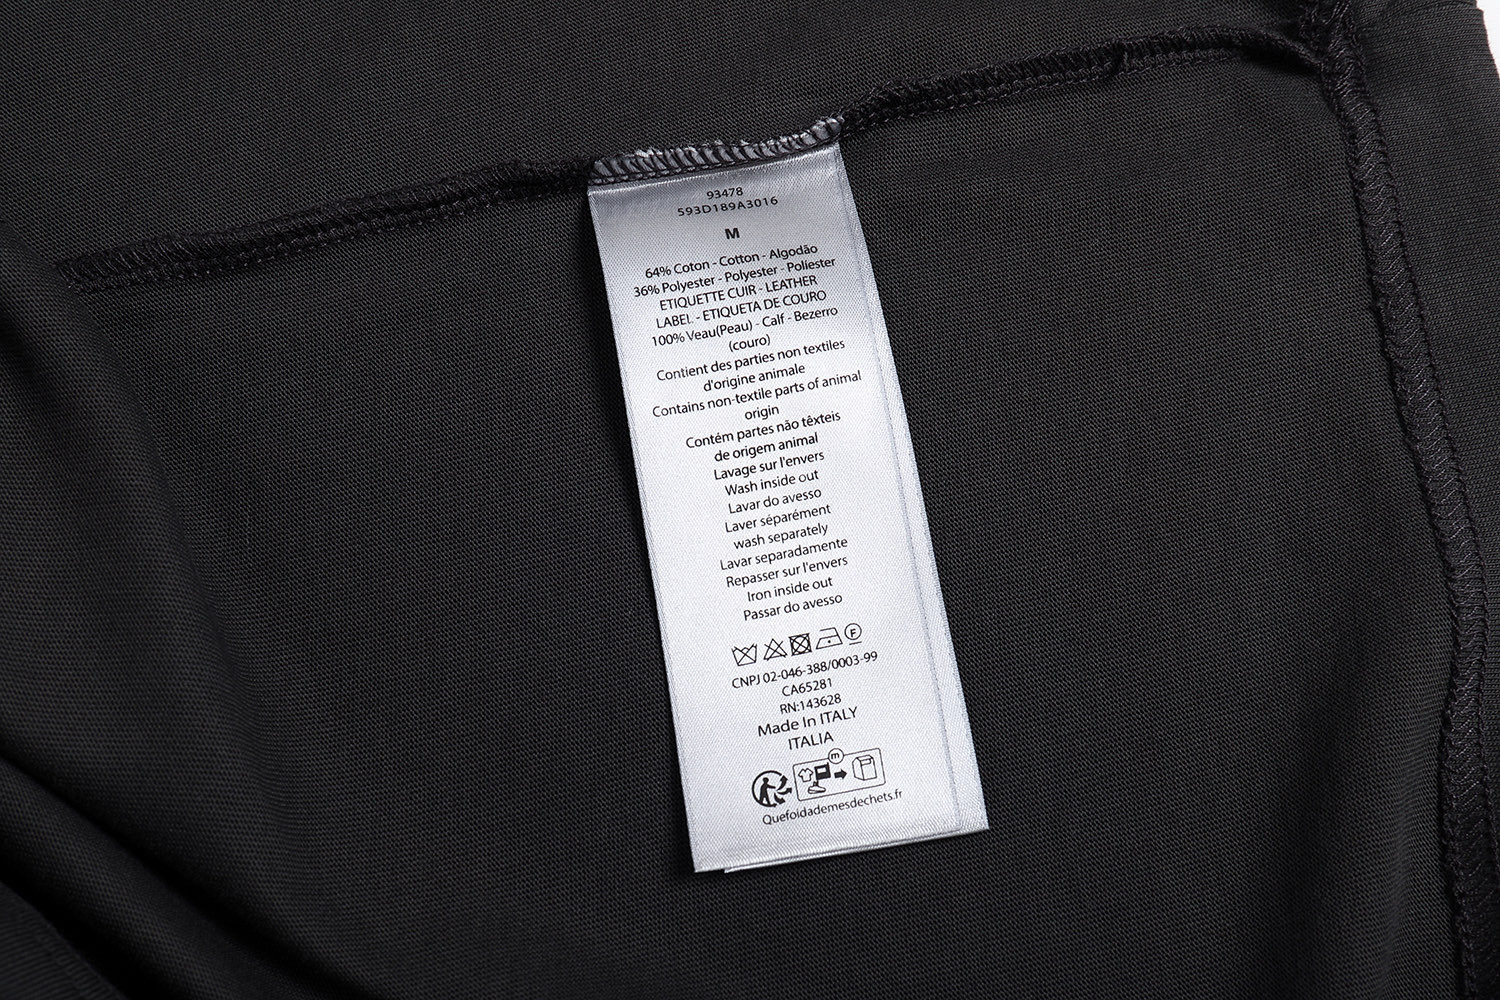 93478
593D189A3016
M
64% Coton - Cotton - Algodão
36% Polyester - Polyester - Poliester
ETIQUETTE CUIR - LEATHER
LABEL - ETIQUETA DE COURO
100% Veau(Peau) - Calf - Bezerro
(couro)
Contient des parties non textiles
d'origine animale
Contains non-textile parts of animal
origin
Contém partes não têxteis
de origem animal
Lavage sur l'envers
Wash inside out
Lavar do avesso
Laver séparément
wash separately
Lavar separadamente
Repasser sur l'envers
Iron inside out
Passar do avesso
F
CNPJ 02-046-388/0003-99
CA65281
RN:143628
Made In ITALY
ITALIA
m
Quefoidademesdechets.fr